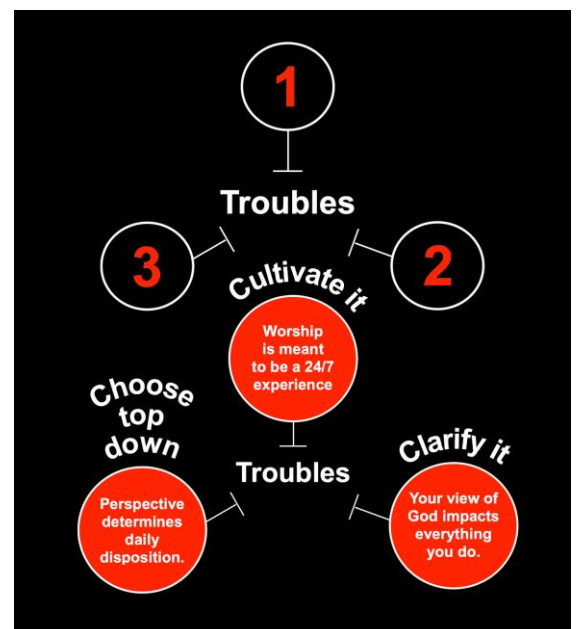 1
Troubles
3
2
Cultivate it
Worship
is meant
to be a 24/7
experience
Choose
top
down
Perspective
determines
daily
disposition.
Troubles
Clarify it
Your view of
God impacts
everything
you do.